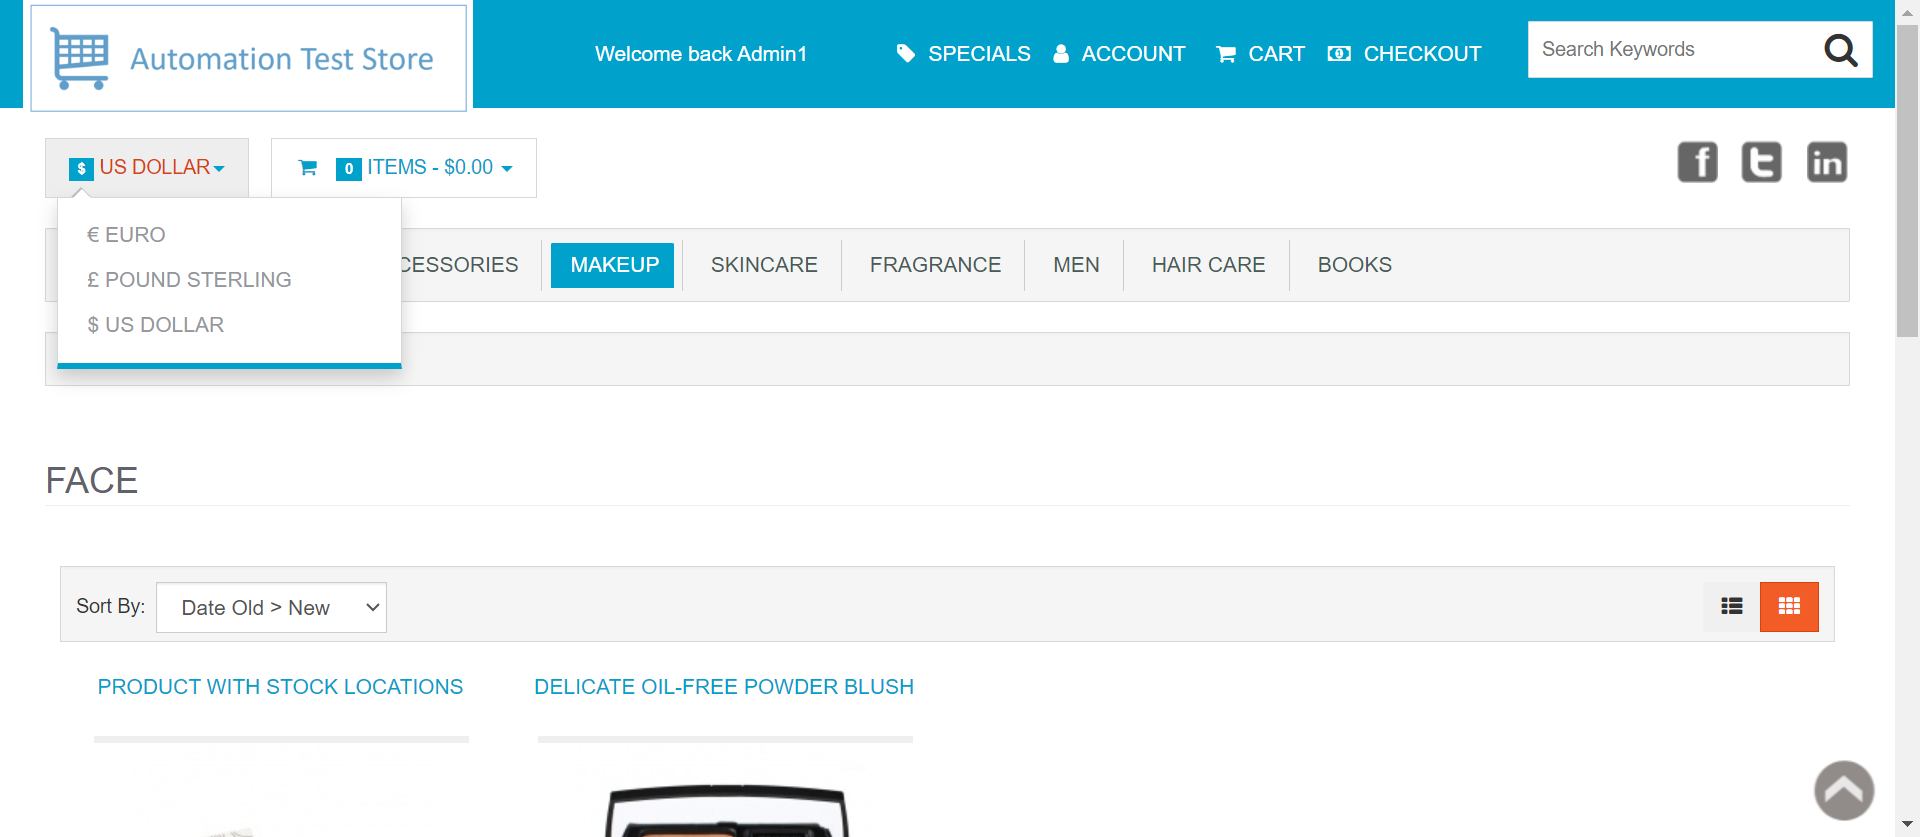 Automation Test Store
Welcome back Admin1
SPECIALS
ACCOUNT
CART
CHECKOUT
Search Keywords
$ US DOLLAR
0 ITEMS - $0.00
€ EURO
£ POUND STERLING
$ US DOLLAR
CESSORIES
MAKEUP
SKINCARE
FRAGRANCE
MEN
HAIR CARE
BOOKS
FACE
Sort By:
Date Old > New
PRODUCT WITH STOCK LOCATIONS
DELICATE OIL-FREE POWDER BLUSH